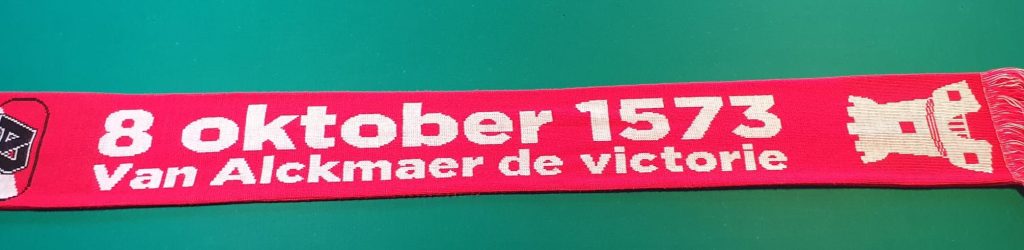 8 oktober 1573
Van Alckmaer de victorie